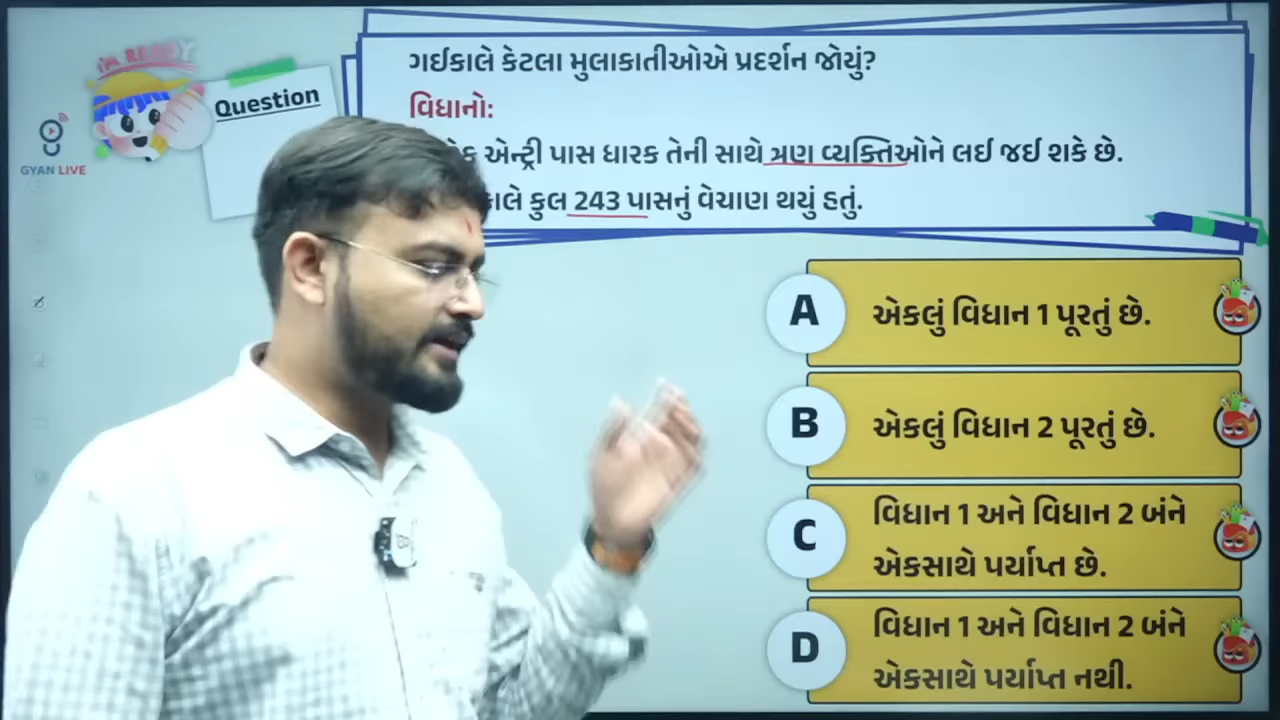 I'M READY
Question
GYAN LIVE
ગઈકાલે કેટલા મુલાકાતીઓએ પ્રદર્શન જોયું?
વિધાનો:
એન્ટ્રી પાસ ધારક તેની સાથે ત્રણ વ્યક્તિઓને લઈ જઈ શકે છે.
કુલ 243 પાસનું વેચાણ થયું હતું.
A એકલું વિધાન 1 પૂરતું છે.
B એકલું વિધાન 2 પૂરતું છે.
C વિધાન 1 અને વિધાન 2 બંને
એકસાથે પર્યાપ્ત છે.
D વિધાન 1 અને વિધાન 2 બંને
એકસાથે પર્યાપ્ત નથી.